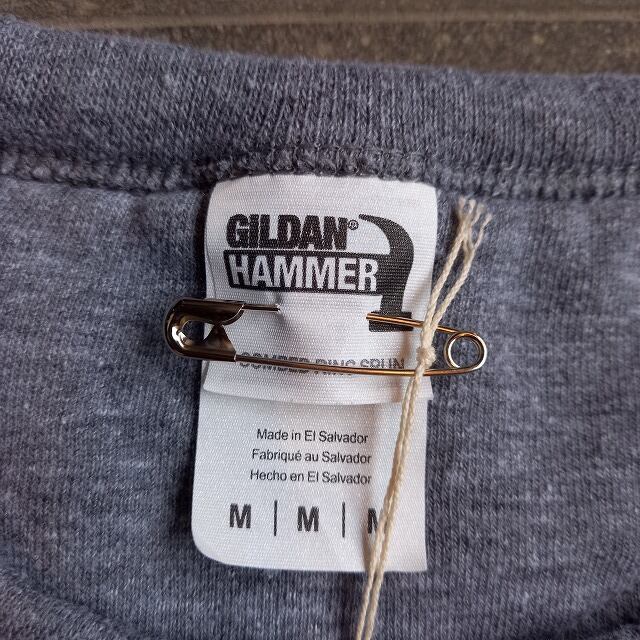 GILDAN®
HAMMER
COMBED RING SPUN
Made in El Salvador
Fabriqué au Salvador
Hecho en El Salvador
M | M | M